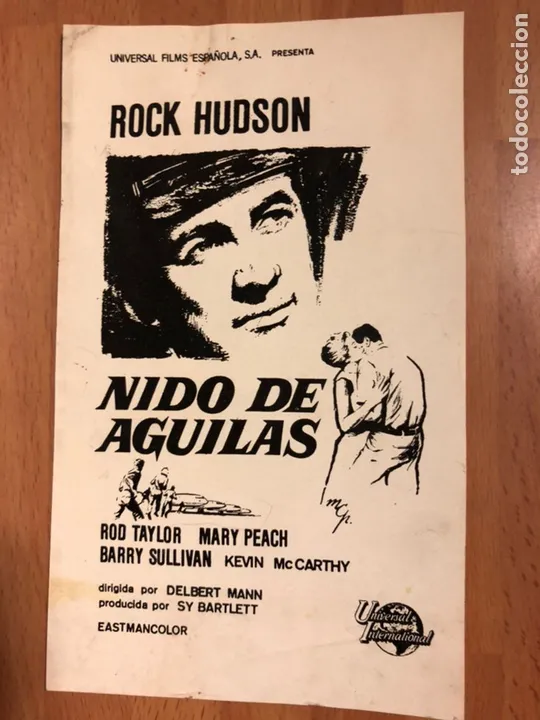 UNIVERSAL FILMS ESPAÑOLA, S.A. PRESENTA
ROCK HUDSON
NIDO DE
AGUILAS
mcp.
ROD TAYLOR MARY PEACH
BARRY SULLIVAN KEVIN McCARTHY
dirigida por DELBERT MANN
producida por SY BARTLETT
EASTMANCOLOR
Universal
International
todocoleccion